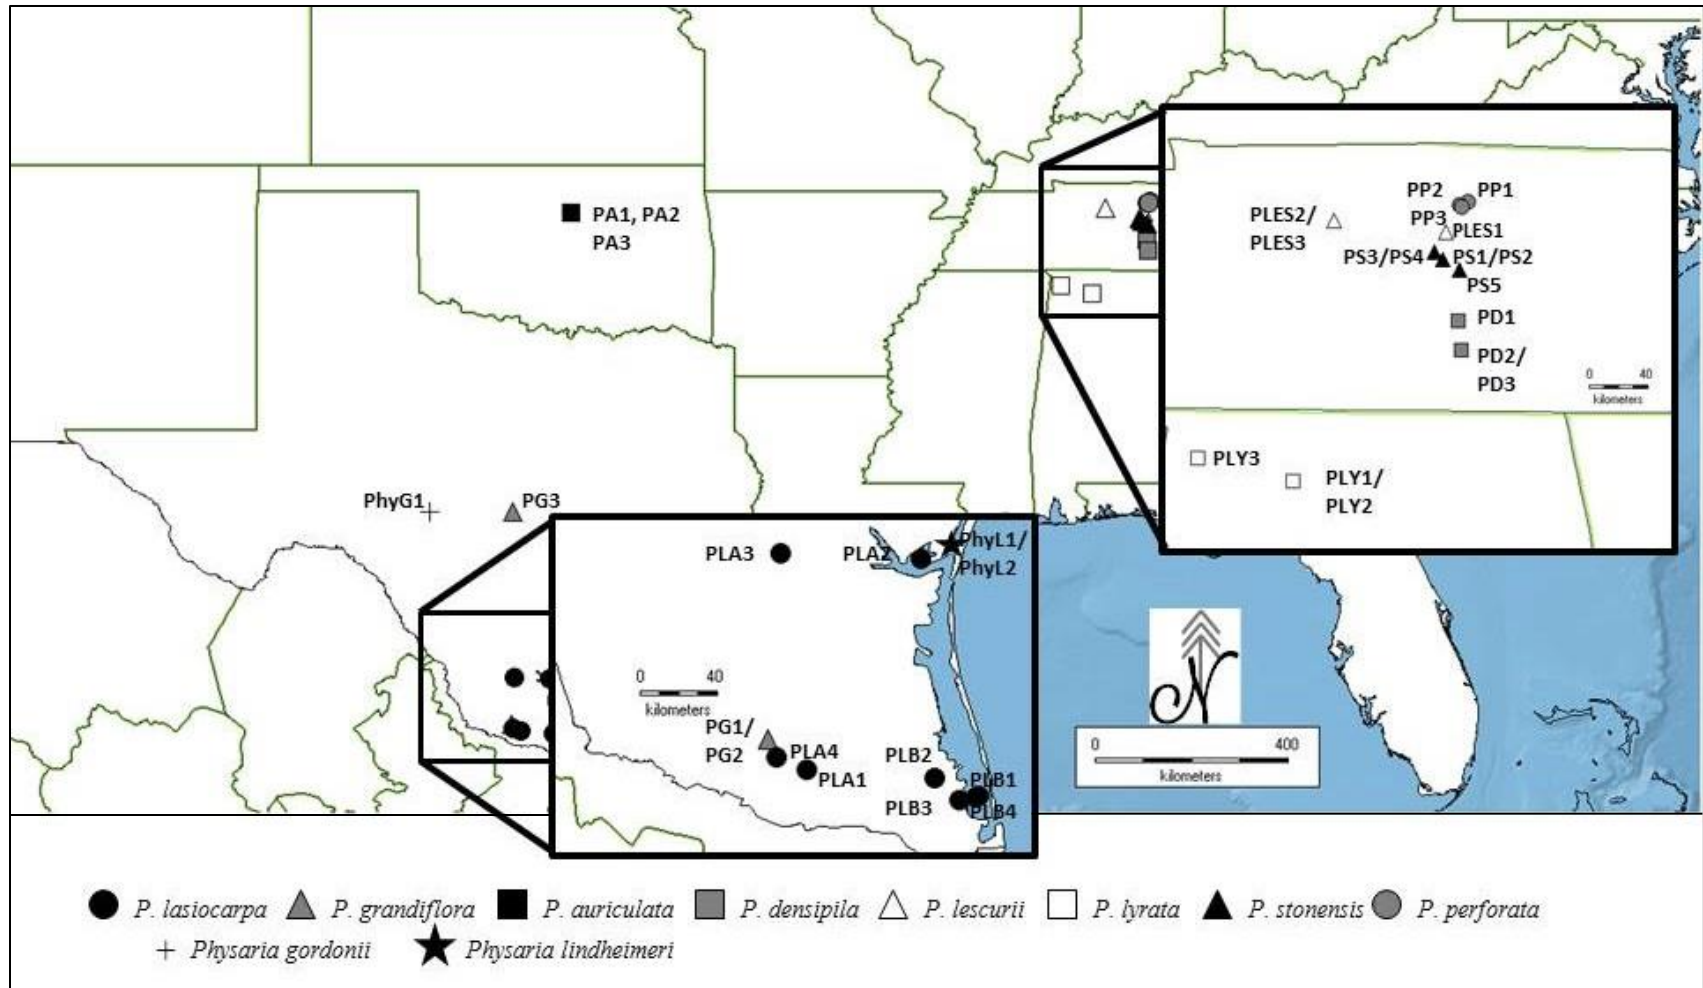 PA1, PA2
PA3
PhyG1
PG3
PLES2/
PLES3
PP2
PP1
PP3
PLES1
PS3/PS4
PS1/PS2
PS5
PD1
PD2/
PD3
0 40
kilometers
PLY3
PLY1/
PLY2
PLA3
PLA2
PhyL1/
PhyL2
0 40
kilometers
PG1/
PG2
PLA4
PLA1
PLB2
PLB1
PLB3
PLB4
N
0 400
kilometers
P. lasiocarpa P. grandiflora P. auriculata P. densipila P. lescurii P. lyrata P. stonensis P. perforata
Physaria gordonii Physaria lindheimeri